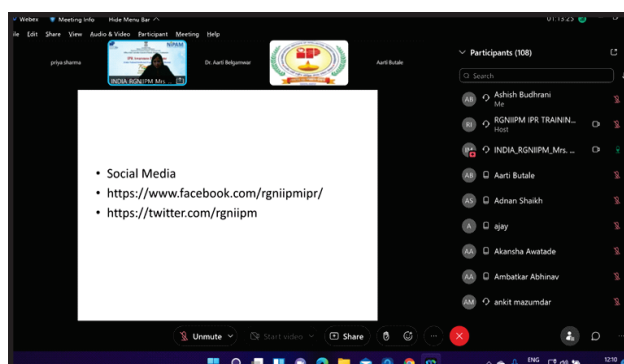 Webex Meeting Info Hide Menu Bar 01:13:25
File Edit Share View Audio & Video Participant Meeting Help
priya sharma
NIPAM
INDIA_RGNIIPM_Mrs...
Dr. Aarti Belgamwar
Aarti Butale
• Social Media
• https://www.facebook.com/rgniipmipr/
• https://twitter.com/rgniipm
Participants (108)
Search
AB Ashish Budhrani
Me
RI RGNIIPM IPR TRAININ...
Host
INDIA_RGNIIPM_Mrs. ...
AB Aarti Butale
AS Adnan Shaikh
A ajay
AA Akansha Awatade
AA Ambatkar Abhinav
AM ankit mazumdar
Unmute Start video Share
ENG 12:10